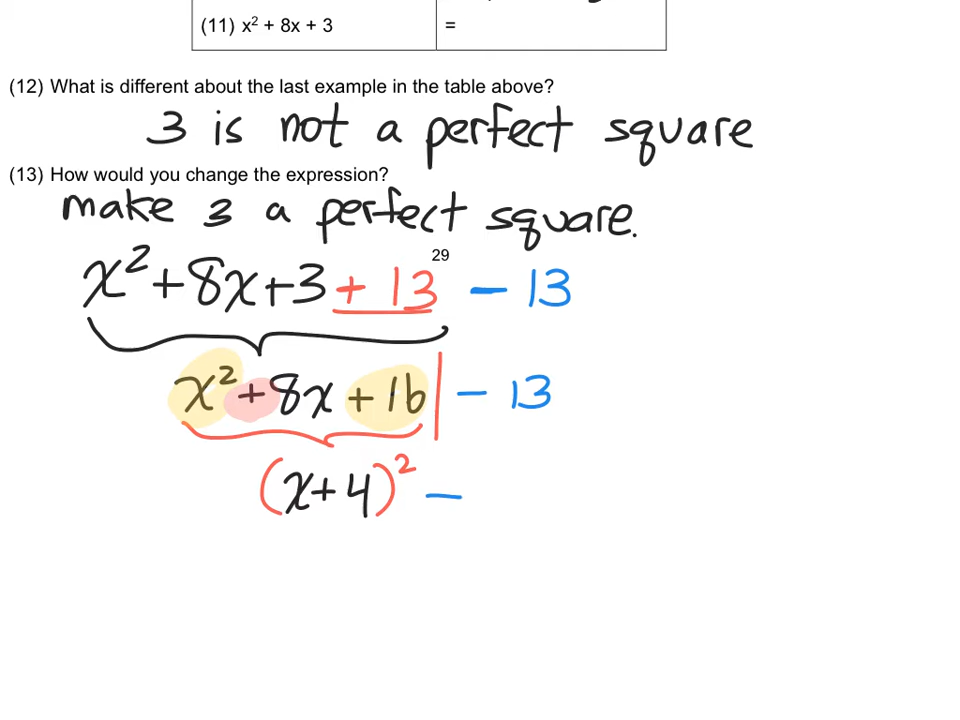 (11) x² + 8x + 3 =
(12) What is different about the last example in the table above?
3 is not a perfect square
(13) How would you change the expression?
make 3 a perfect square.
29
x² + 8x + 3 + 13 - 13
x² + 8x + 16 - 13
(x + 4)² -